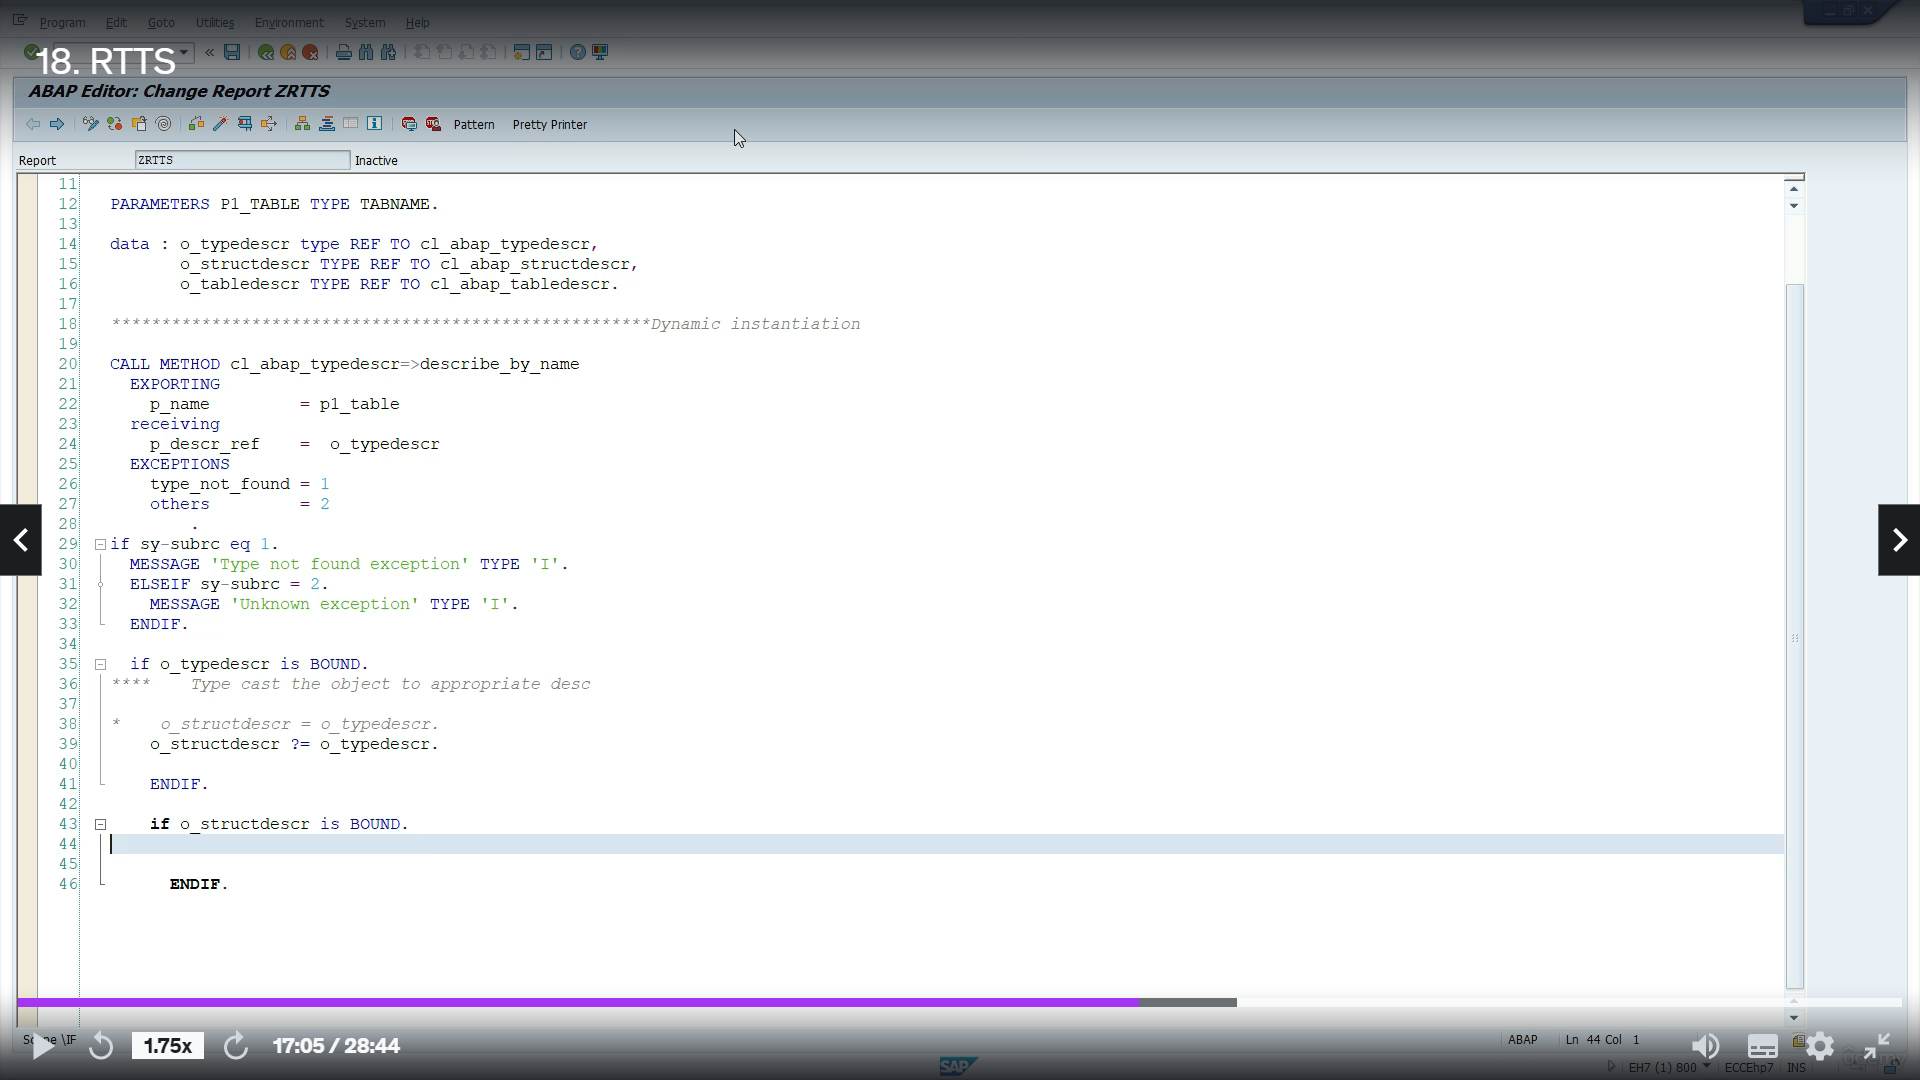 Program Edit Goto Utilities Environment System Help
18. RTTS
ABAP Editor: Change Report ZRTTS
Pattern Pretty Printer
Report ZRTTS Inactive
11
12 PARAMETERS P1_TABLE TYPE TABNAME.
13
14 data : o_typedescr type REF TO cl_abap_typedescr,
15 o_structdescr TYPE REF TO cl_abap_structdescr,
16 o_tabledescr TYPE REF TO cl_abap_tabledescr.
17
18 ******************************************************Dynamic instantiation
19
20 CALL METHOD cl_abap_typedescr=>describe_by_name
21 EXPORTING
22 p_name = p1_table
23 receiving
24 p_descr_ref = o_typedescr
25 EXCEPTIONS
26 type_not_found = 1
27 others = 2
28 .
29 if sy-subrc eq 1.
30 MESSAGE 'Type not found exception' TYPE 'I'.
31 ELSEIF sy-subrc = 2.
32 MESSAGE 'Unknown exception' TYPE 'I'.
33 ENDIF.
34
35 if o_typedescr is BOUND.
36 **** Type cast the object to appropriate desc
37
38 * o_structdescr = o_typedescr.
39 o_structdescr ?= o_typedescr.
40
41 ENDIF.
42
43 if o_structdescr is BOUND.
44
45
46 ENDIF.
\IF
1.75x 17:05 / 28:44
ABAP Ln 44 Col 1
SAP
EH7 (1) 800 ECCEhp7 INS